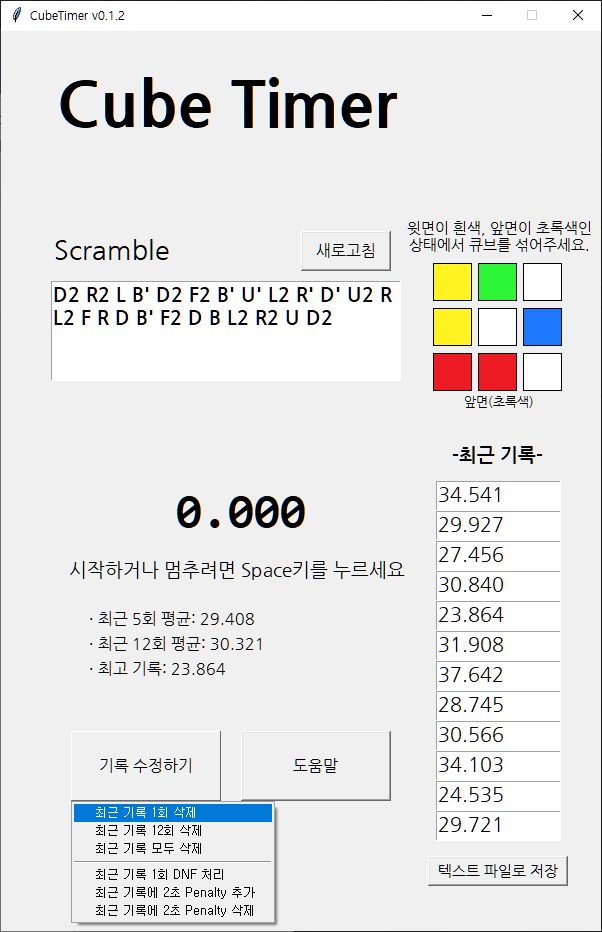 CubeTimer v0.1.2
Cube Timer
윗면이 흰색, 앞면이 초록색인
상태에서 큐브를 섞어주세요.
Scramble
새로고침
D2 R2 L B' D2 F2 B' U' L2 R' D' U2 R
L2 F R D B' F2 D B L2 R2 U D2
앞면(초록색)
-최근 기록-
34.541
29.927
27.456
30.840
23.864
31.908
37.642
28.745
30.566
34.103
24.535
29.721
텍스트 파일로 저장
0.000
시작하거나 멈추려면 Space키를 누르세요
· 최근 5회 평균: 29.408
· 최근 12회 평균: 30.321
· 최고 기록: 23.864
기록 수정하기
도움말
최근 기록 1회 삭제
최근 기록 12회 삭제
최근 기록 모두 삭제
최근 기록 1회 DNF 처리
최근 기록에 2초 Penalty 추가
최근 기록에 2초 Penalty 삭제